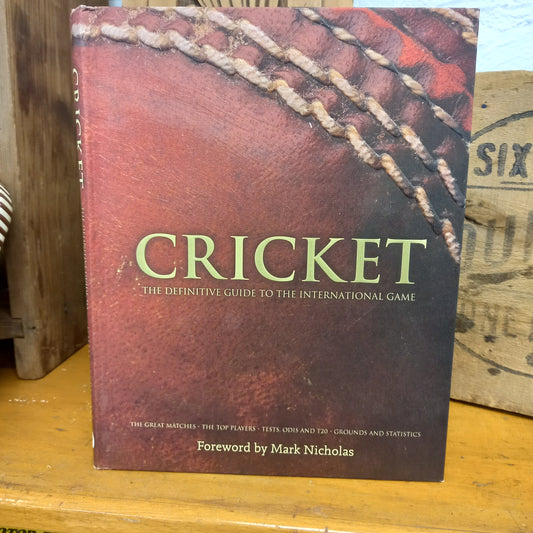 CRICKET
CRICKET
THE DEFINITIVE GUIDE TO THE INTERNATIONAL GAME
THE GREAT MATCHES · THE TOP PLAYERS · TESTS, ODIS AND T20 · GROUNDS AND STATISTICS
Foreword by Mark Nicholas
SIX